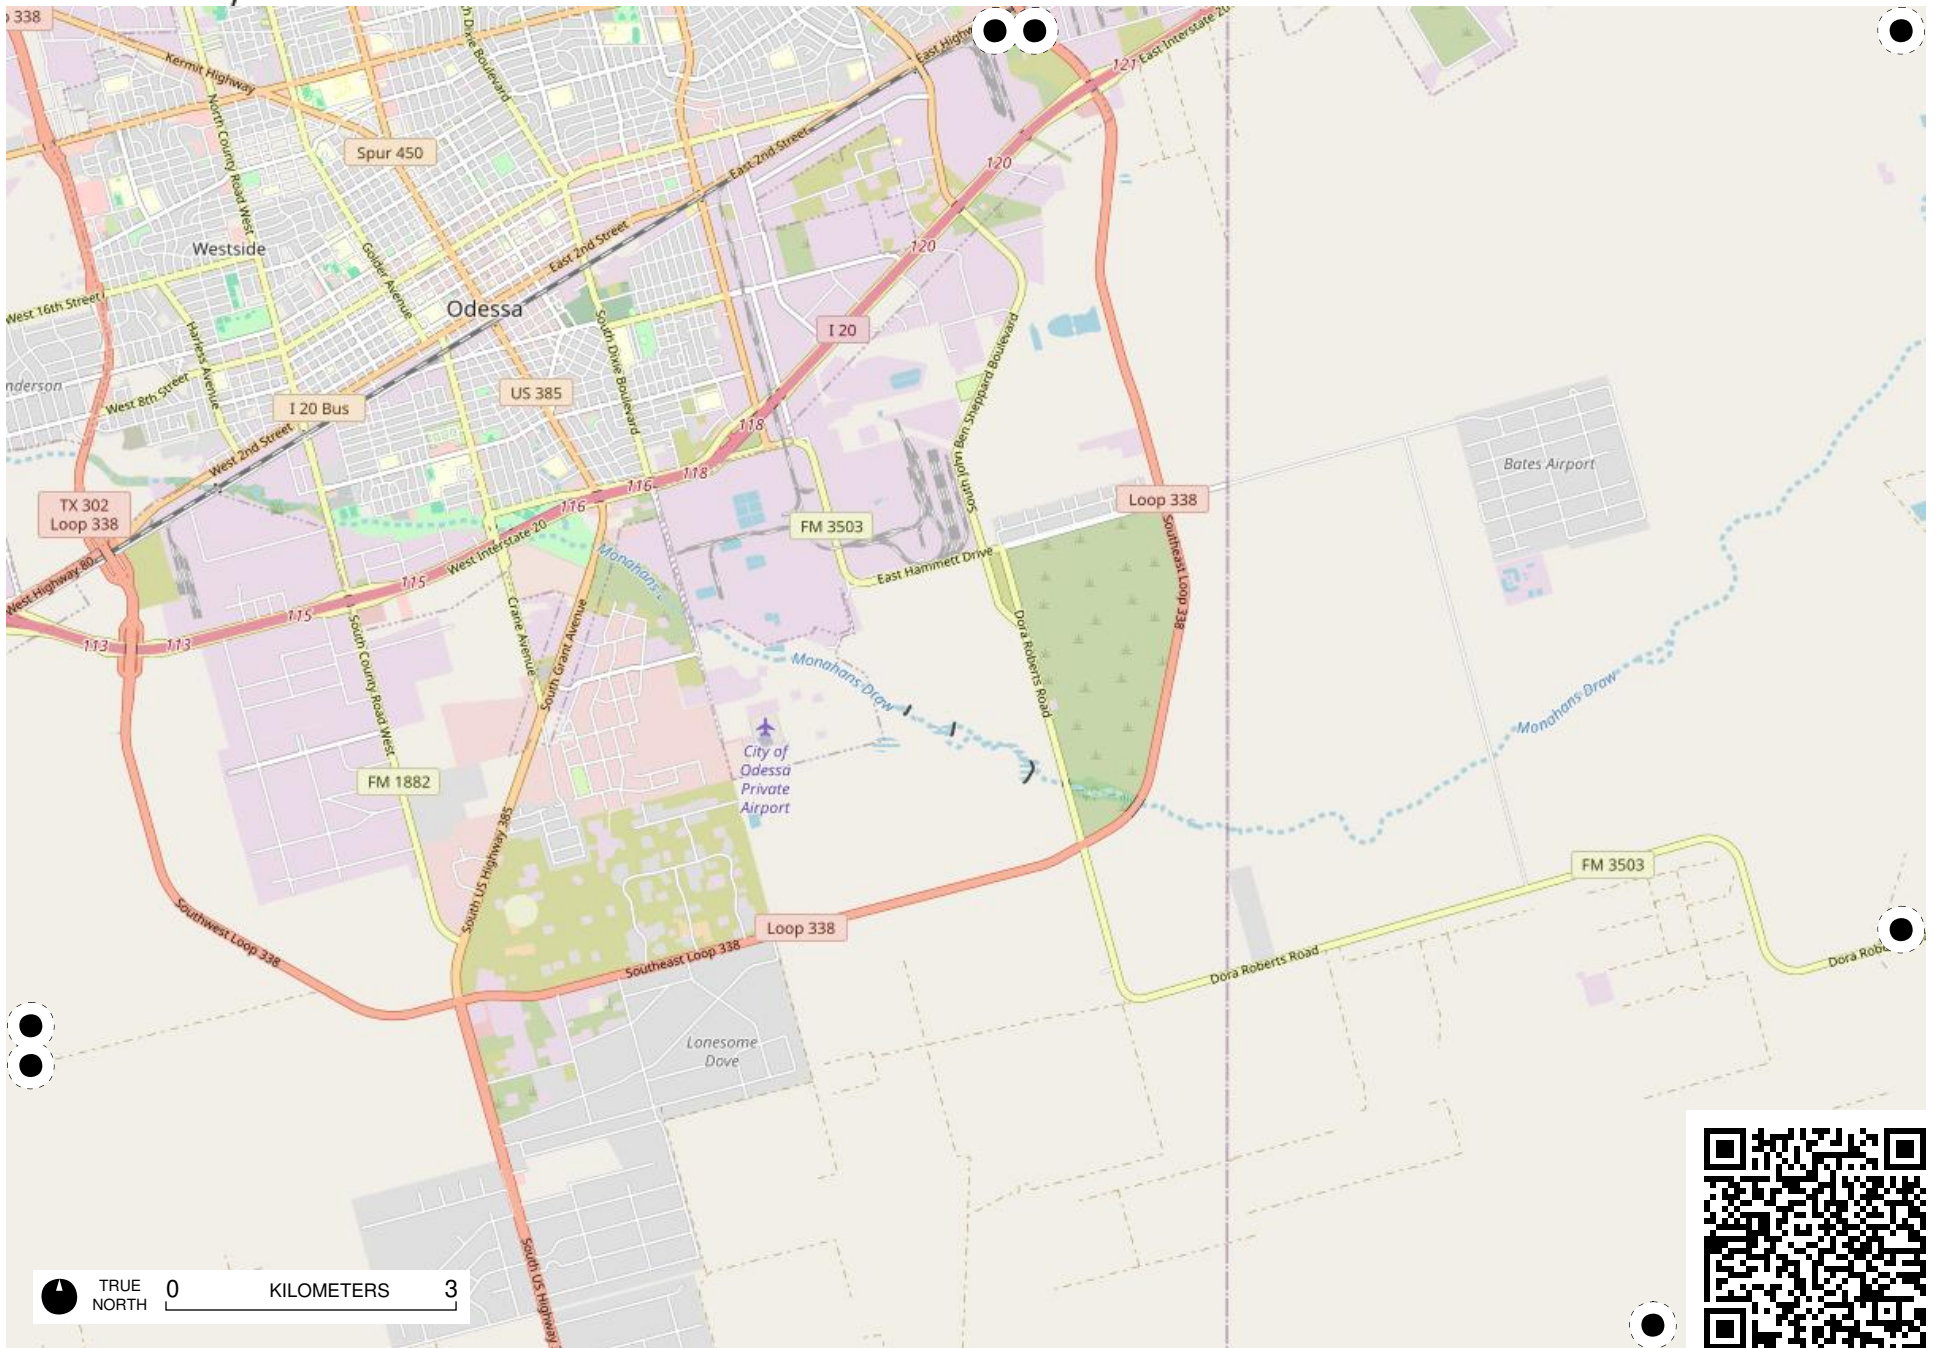 338
Kermit Highway
North Dixie Boulevard
East Highw
121
East Interstate 20
North County Road West
Spur 450
East 2nd Street
120
Westside
Golder Avenue
East 2nd Street
120
West 16th Street
Odessa
Harless Avenue
South Dixie Boulevard
I 20
South John Ben Sheppard Boulevard
nderson
West 8th Street
US 385
I 20 Bus
118
West 2nd Street
Bates Airport
118
116
116
TX 302
Loop 338
Loop 338
FM 3503
West Interstate 20
Monahans
East Hammett Drive
Southeast Loop 338
West Highway 80
115
115
Crane Avenue
South Grant Avenue
Dora Roberts Road
113
113
South County Road West
Monahans Draw
Monahans Draw
City of
Odessa
Private
Airport
FM 1882
South US Highway 385
FM 3503
Southwest Loop 338
Loop 338
Southeast Loop 338
Dora Roberts Road
Dora Robe
Lonesome
Dove
South US Highway
TRUE
NORTH
0 KILOMETERS 3